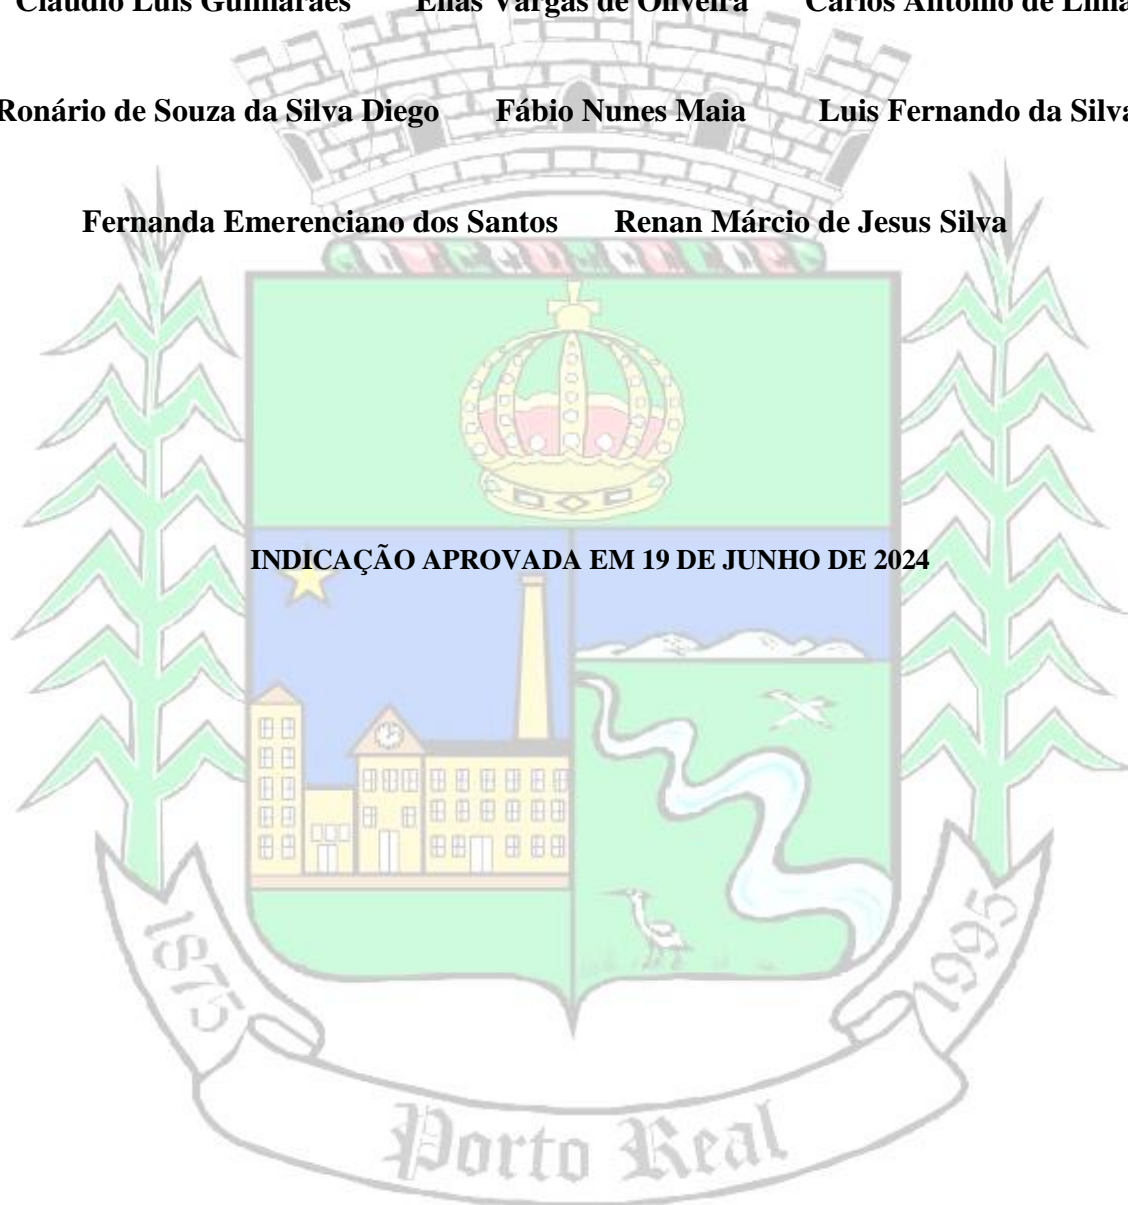 Cláudio Luis Guimarães Elias Vargas de Oliveira Carlos Antônio de Lima
Ronário de Souza da Silva Diego Fábio Nunes Maia Luis Fernando da Silva
Fernanda Emerenciano dos Santos Renan Márcio de Jesus Silva
INDICAÇÃO APROVADA EM 19 DE JUNHO DE 2024
1875 1995
Porto Real